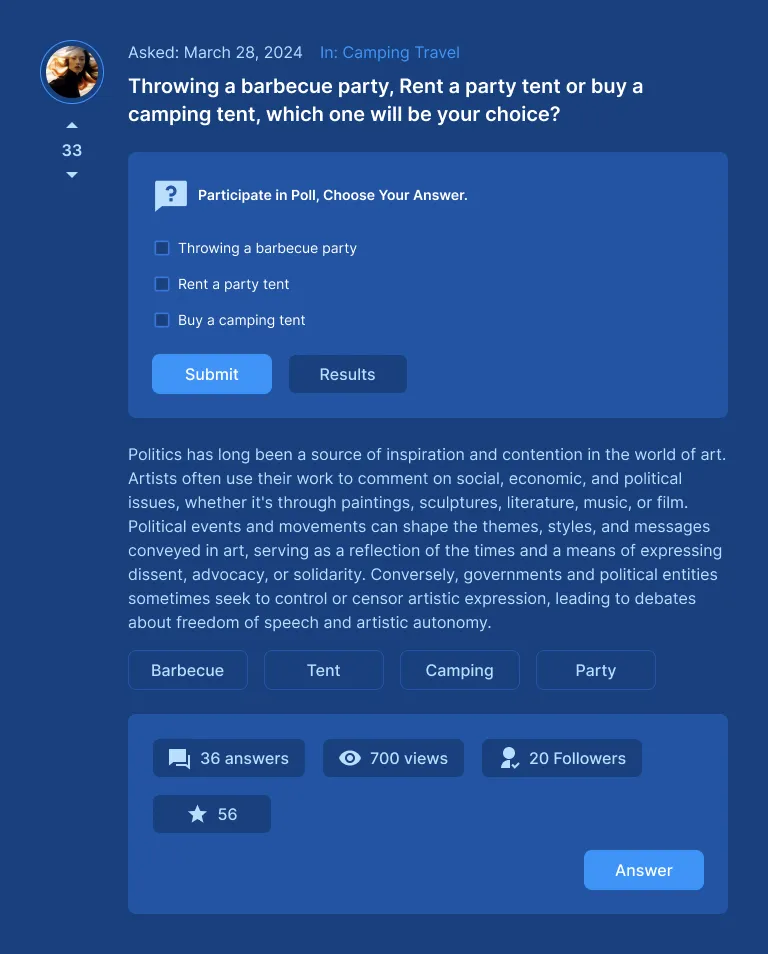 Asked: March 28, 2024 In: Camping Travel
Throwing a barbecue party, Rent a party tent or buy a
camping tent, which one will be your choice?
33
?
Participate in Poll, Choose Your Answer.
Throwing a barbecue party
Rent a party tent
Buy a camping tent
Submit Results
Politics has long been a source of inspiration and contention in the world of art.
Artists often use their work to comment on social, economic, and political
issues, whether it's through paintings, sculptures, literature, music, or film.
Political events and movements can shape the themes, styles, and messages
conveyed in art, serving as a reflection of the times and a means of expressing
dissent, advocacy, or solidarity. Conversely, governments and political entities
sometimes seek to control or censor artistic expression, leading to debates
about freedom of speech and artistic autonomy.
Barbecue Tent Camping Party
36 answers 700 views 20 Followers
56
Answer